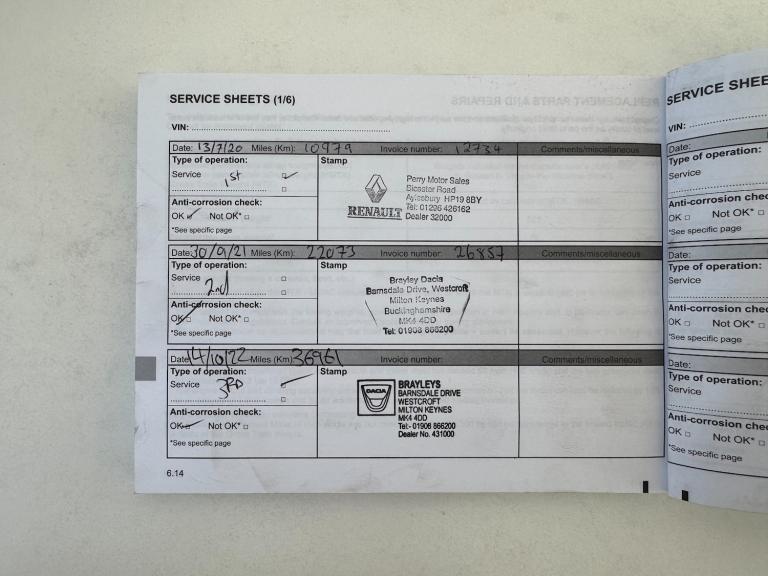 SERVICE SHEETS (1/6)
VIN:
Date: 13/7/20 Miles (Km): 10979 Invoice number: 12734 Comments/miscellaneous
Type of operation: Stamp
Service 1st
Perry Motor Sales
Bicester Road
Aylesbury HP19 8BY
Tel: 01296 426162
RENAULT Dealer 32000
Anti-corrosion check:
OK Not OK*
*See specific page
Date: 30/9/21 Miles (Km): 22073 Invoice number: 26857 Comments/miscellaneous
Type of operation: Stamp
Service 2nd
Brayley Dacia
Barnsdale Drive, Westcroft
Milton Keynes
Buckinghamshire
MK4 4DD
Tel: 01908 866200
Anti-corrosion check:
OK Not OK*
*See specific page
Date: 14/10/22 Miles (Km): 36961 Invoice number: Comments/miscellaneous
Type of operation: Stamp
Service 3RD
DACIA
BRAYLEYS
BARNSDALE DRIVE
WESTCROFT
MILTON KEYNES
MK4 4DD
Tel:- 01908 866200
Dealer No. 431000
Anti-corrosion check:
OK Not OK*
*See specific page
6.14
SERVICE SHEE
VIN:
Date:
Type of operation:
Service
Anti-corrosion chec
OK Not OK*
*See specific page
Date:
Type of operation:
Service
Anti-corrosion chec
OK Not OK*
*See specific page
Date:
Type of operation:
Service
Anti-corrosion chec
OK Not OK*
*See specific page